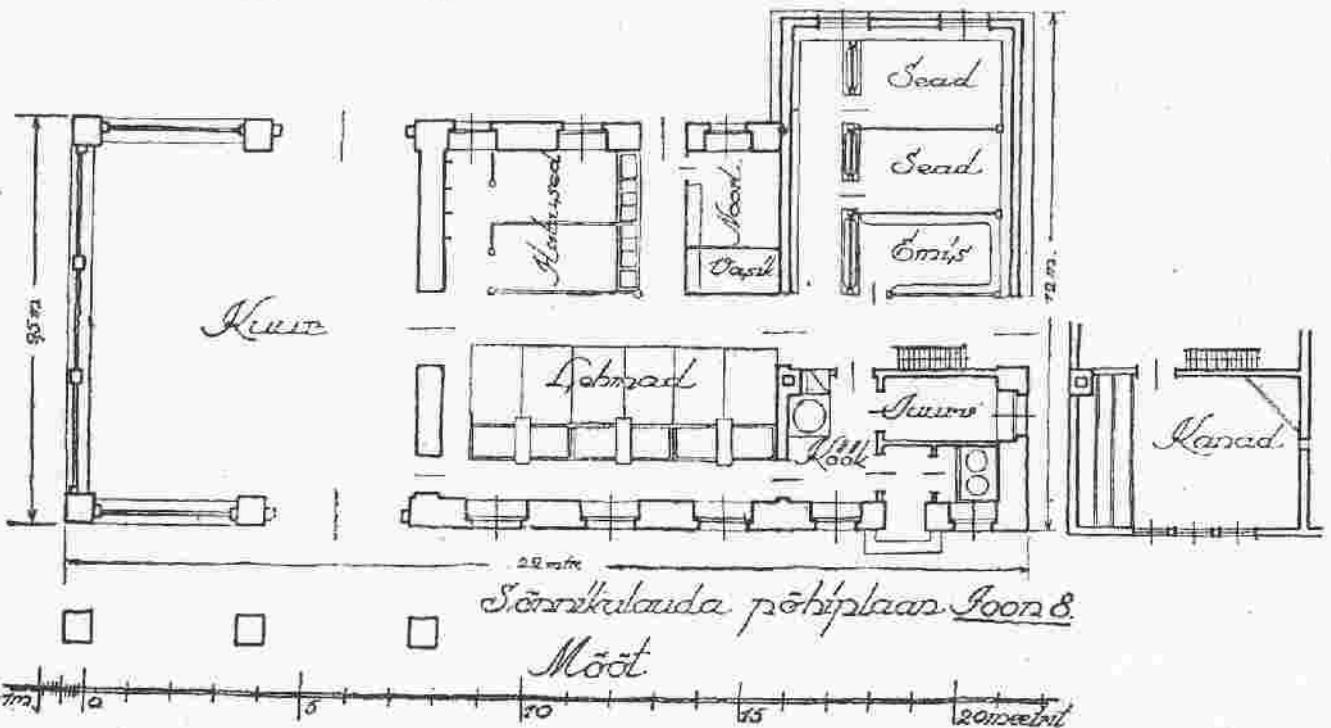 Sead
Sead
Emis
Hobused
Noor
Vasik
12 m.
9,5 m
Kuur
Lehmad
Juurv
Köök
Kanad
22 mtr
Sõnnikulauda põhiplaan Joon 8.
Mõõt
1m. 0 5 10 15 20 meetrit